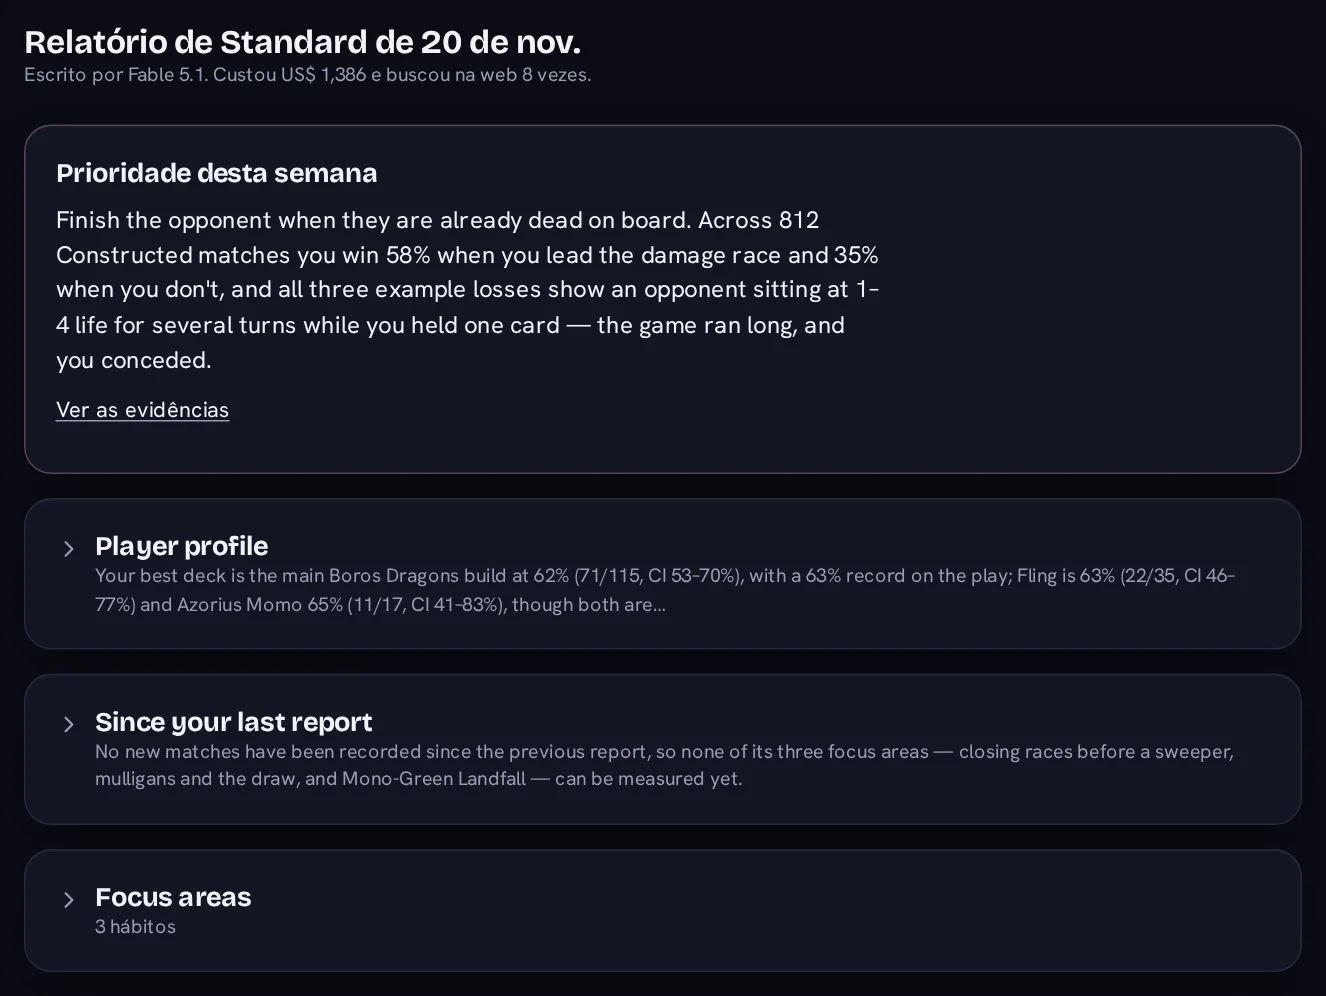 Relatório de Standard de 20 de nov.
Escrito por Fable 5.1. Custou US$ 1,386 e buscou na web 8 vezes.
Prioridade desta semana
Finish the opponent when they are already dead on board. Across 812
Constructed matches you win 58% when you lead the damage race and 35%
when you don't, and all three example losses show an opponent sitting at 1–
4 life for several turns while you held one card — the game ran long, and
you conceded.
Ver as evidências
Player profile
Your best deck is the main Boros Dragons build at 62% (71/115, CI 53–70%), with a 63% record on the play; Fling is 63% (22/35, CI 46–
77%) and Azorius Momo 65% (11/17, CI 41–83%), though both are…
Since your last report
No new matches have been recorded since the previous report, so none of its three focus areas — closing races before a sweeper,
mulligans and the draw, and Mono-Green Landfall — can be measured yet.
Focus areas
3 hábitos